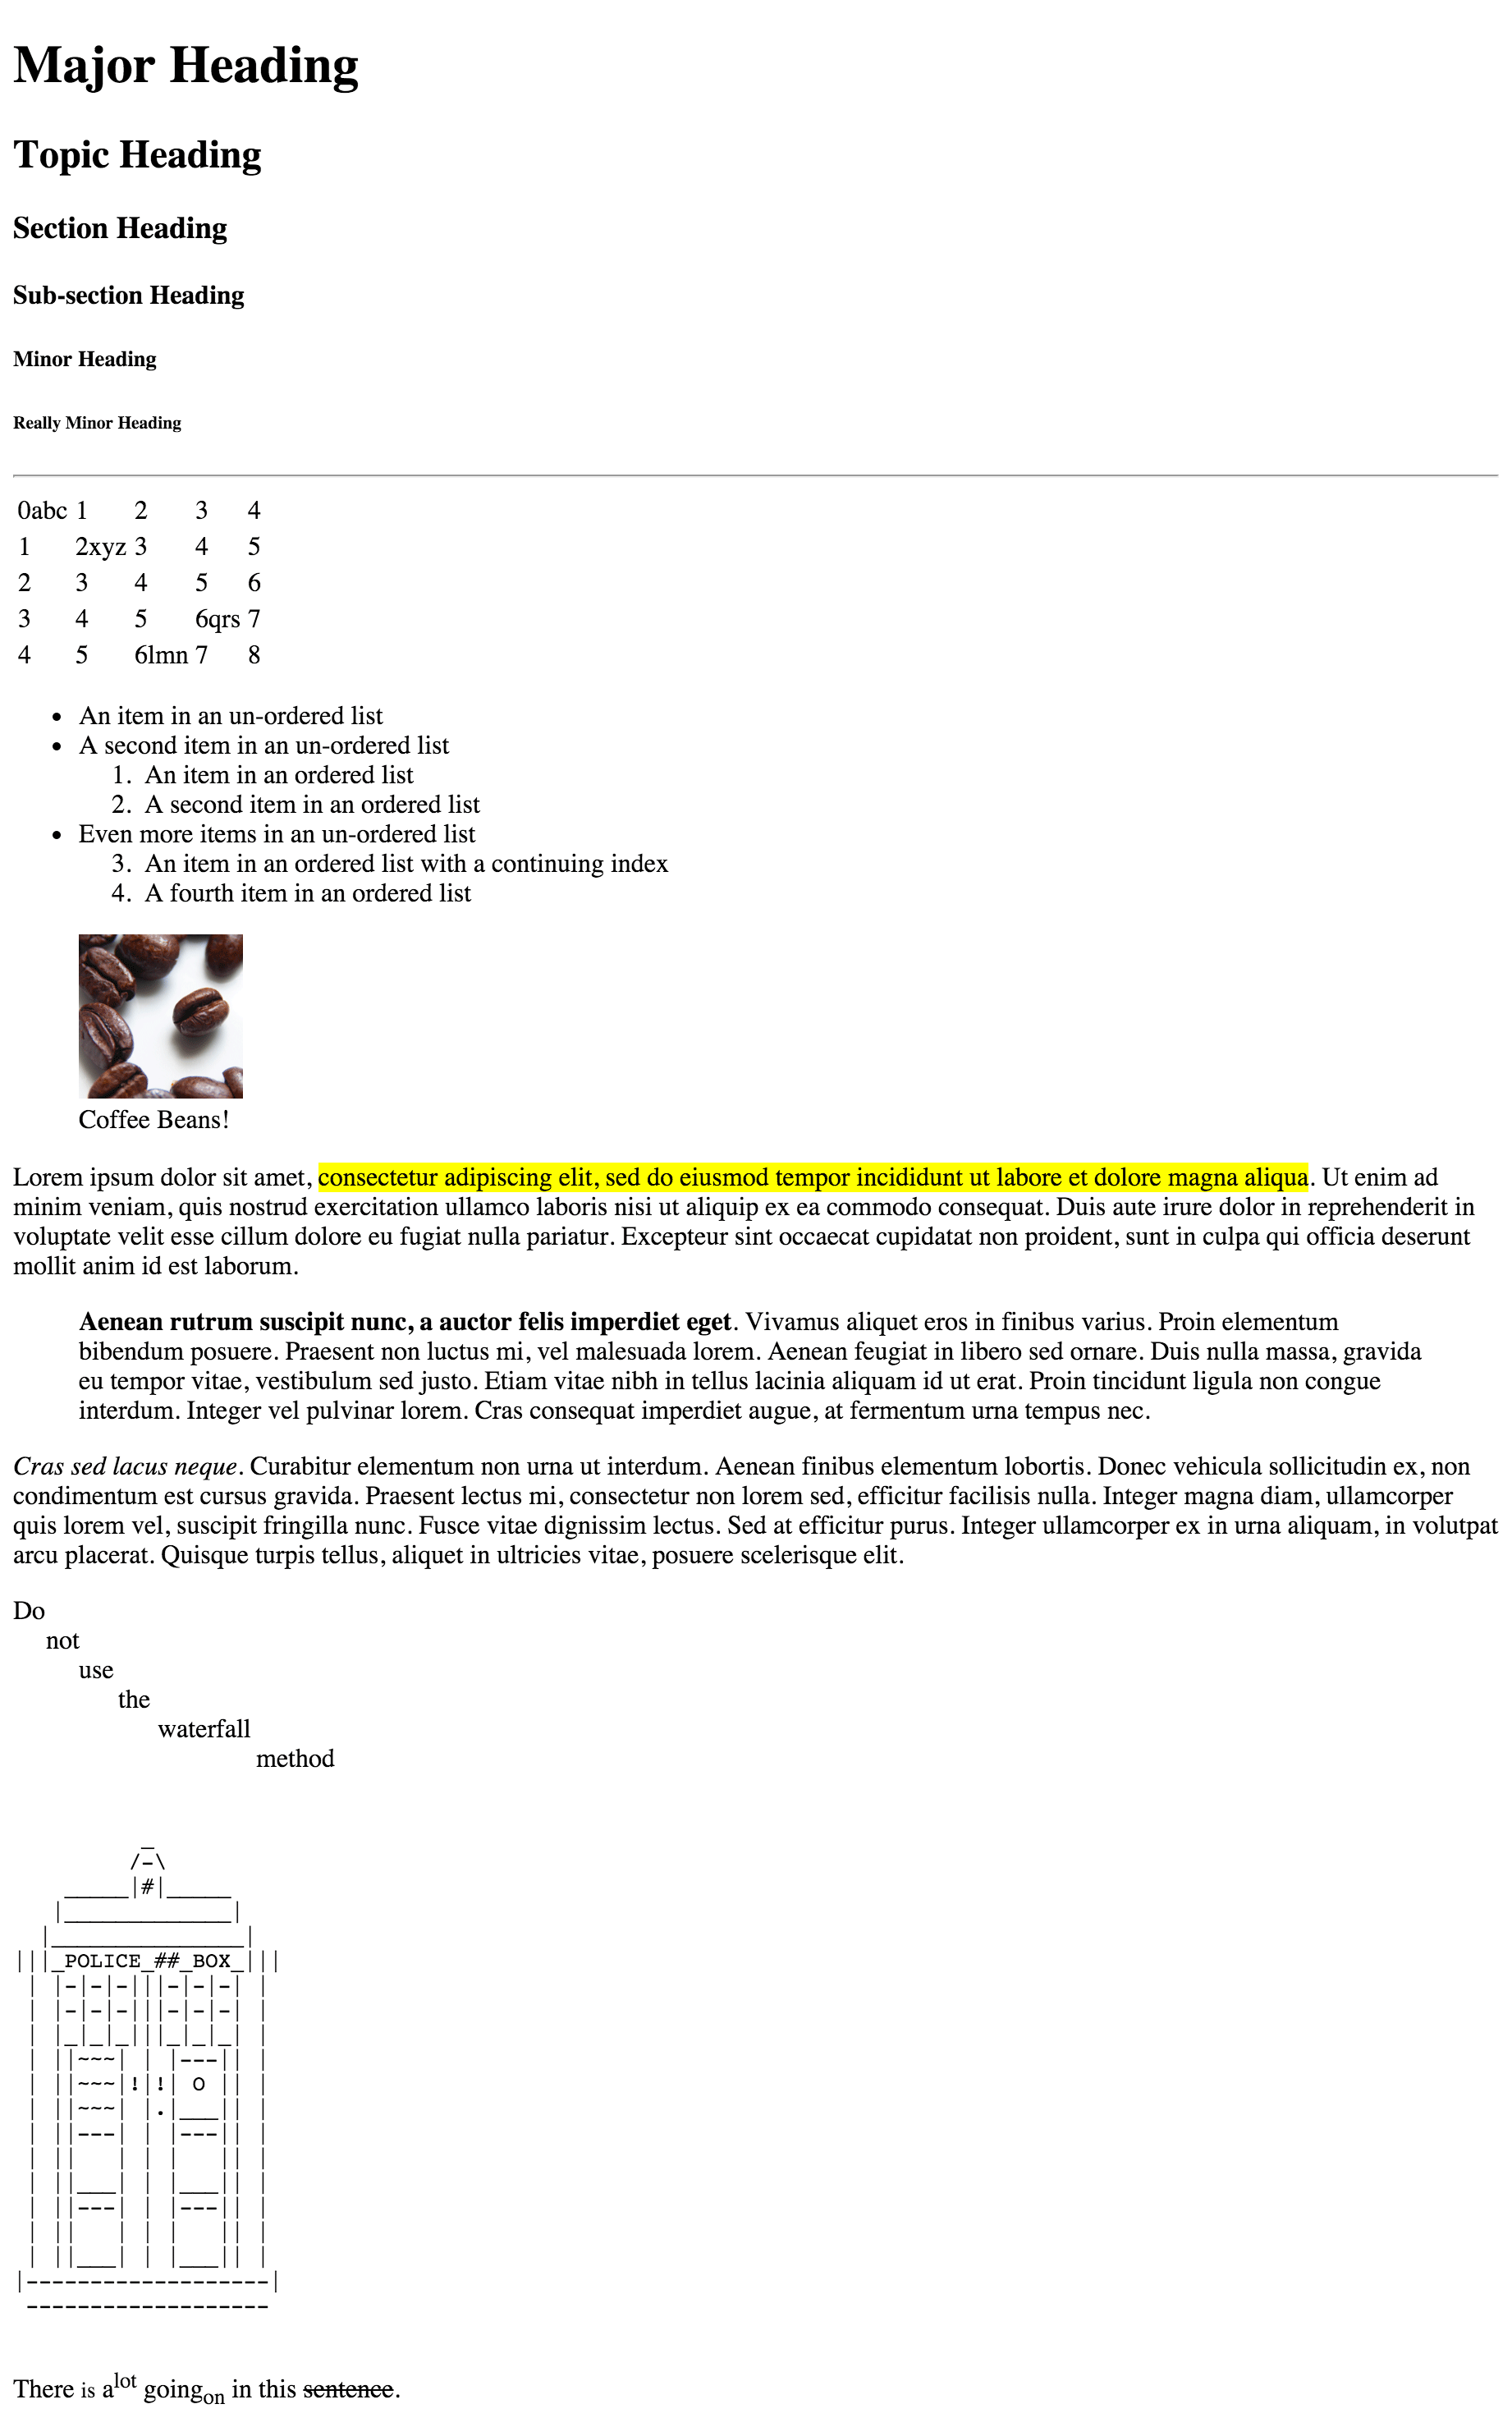 Major Heading
Topic Heading
Section Heading
Sub-section Heading
Minor Heading
Really Minor Heading
0abc 1 2 3 4
1 2xyz 3 4 5
2 3 4 5 6
3 4 5 6qrs 7
4 5 6lmn 7 8
• An item in an un-ordered list
• A second item in an un-ordered list
1. An item in an ordered list
2. A second item in an ordered list
• Even more items in an un-ordered list
3. An item in an ordered list with a continuing index
4. A fourth item in an ordered list
Coffee Beans!
Lorem ipsum dolor sit amet, consectetur adipiscing elit, sed do eiusmod tempor incididunt ut labore et dolore magna aliqua. Ut enim ad
minim veniam, quis nostrud exercitation ullamco laboris nisi ut aliquip ex ea commodo consequat. Duis aute irure dolor in reprehenderit in
voluptate velit esse cillum dolore eu fugiat nulla pariatur. Excepteur sint occaecat cupidatat non proident, sunt in culpa qui officia deserunt
mollit anim id est laborum.
Aenean rutrum suscipit nunc, a auctor felis imperdiet eget. Vivamus aliquet eros in finibus varius. Proin elementum
bibendum posuere. Praesent non luctus mi, vel malesuada lorem. Aenean feugiat in libero sed ornare. Duis nulla massa, gravida
eu tempor vitae, vestibulum sed justo. Etiam vitae nibh in tellus lacinia aliquam id ut erat. Proin tincidunt ligula non congue
interdum. Integer vel pulvinar lorem. Cras consequat imperdiet augue, at fermentum urna tempus nec.
Cras sed lacus neque. Curabitur elementum non urna ut interdum. Aenean finibus elementum lobortis. Donec vehicula sollicitudin ex, non
condimentum est cursus gravida. Praesent lectus mi, consectetur non lorem sed, efficitur facilisis nulla. Integer magna diam, ullamcorper
quis lorem vel, suscipit fringilla nunc. Fusce vitae dignissim lectus. Sed at efficitur purus. Integer ullamcorper ex in urna aliquam, in volutpat
arcu placerat. Quisque turpis tellus, aliquet in ultricies vitae, posuere scelerisque elit.
Do
not
use
the
waterfall
method
          _
         /-\
    _____|#|_____
   |_____________|
  |_______________|
|||_POLICE_##_BOX_|||
 | |-|-|-|||-|-|-| |
 | |-|-|-|||-|-|-| |
 | |_|_|_|||_|_|_| |
 | ||~~~| | |---|| |
 | ||~~~|!|!| O || |
 | ||~~~| |.|___|| |
 | ||---| | |---|| |
 | ||   | | |   || |
 | ||___| | |___|| |
 | ||---| | |---|| |
 | ||   | | |   || |
 | ||___| | |___|| |
|-------------------|
 -------------------
There is alot goingon in this sentence.